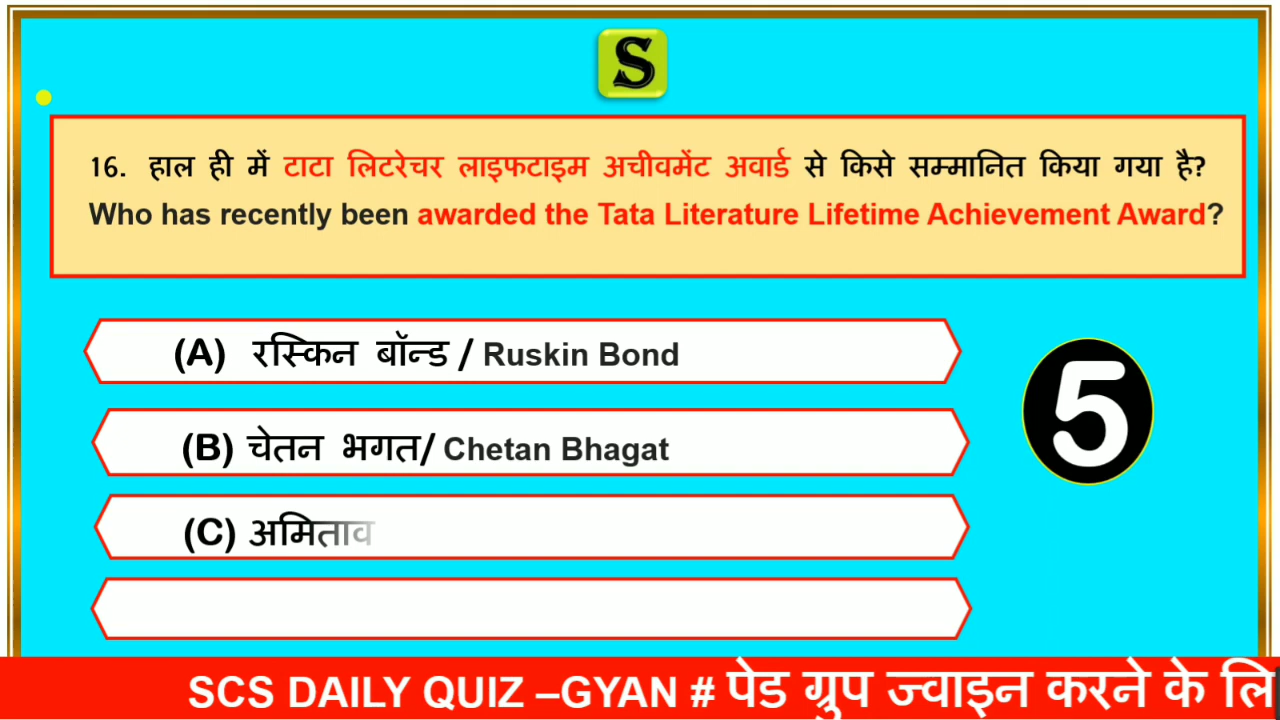 S
16. हाल ही में टाटा लिटरेचर लाइफटाइम अचीवमेंट अवार्ड से किसे सम्मानित किया गया है?
Who has recently been awarded the Tata Literature Lifetime Achievement Award?
(A) रस्किन बॉन्ड / Ruskin Bond
(B) चेतन भगत/ Chetan Bhagat
(C) अमिताव
5
SCS DAILY QUIZ –GYAN # पेड ग्रुप ज्वाइन करने के लि